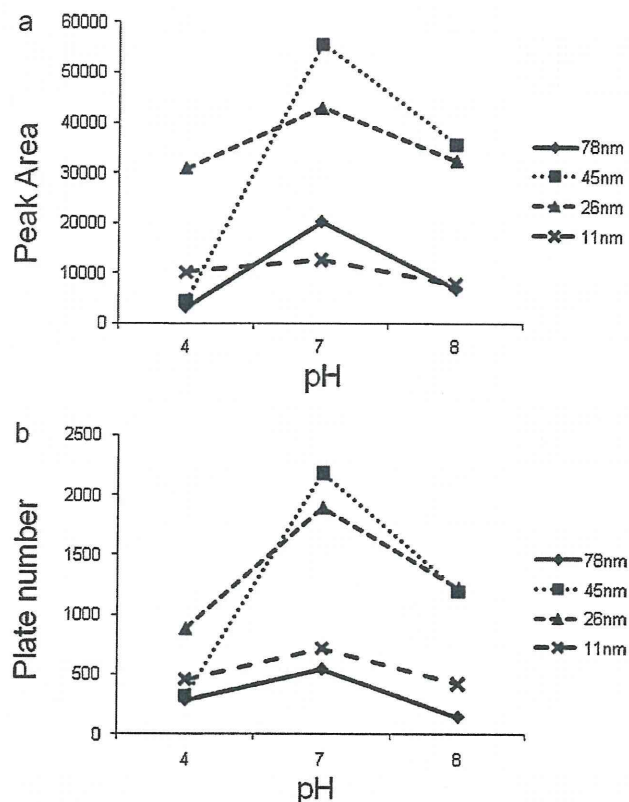 a
60000
50000
40000
30000
20000
10000
0
Peak Area
4 7 8
pH
78nm
45nm
26nm
11nm
b
2500
2000
1500
1000
500
0
Plate number
4 7 8
pH
78nm
45nm
26nm
11nm